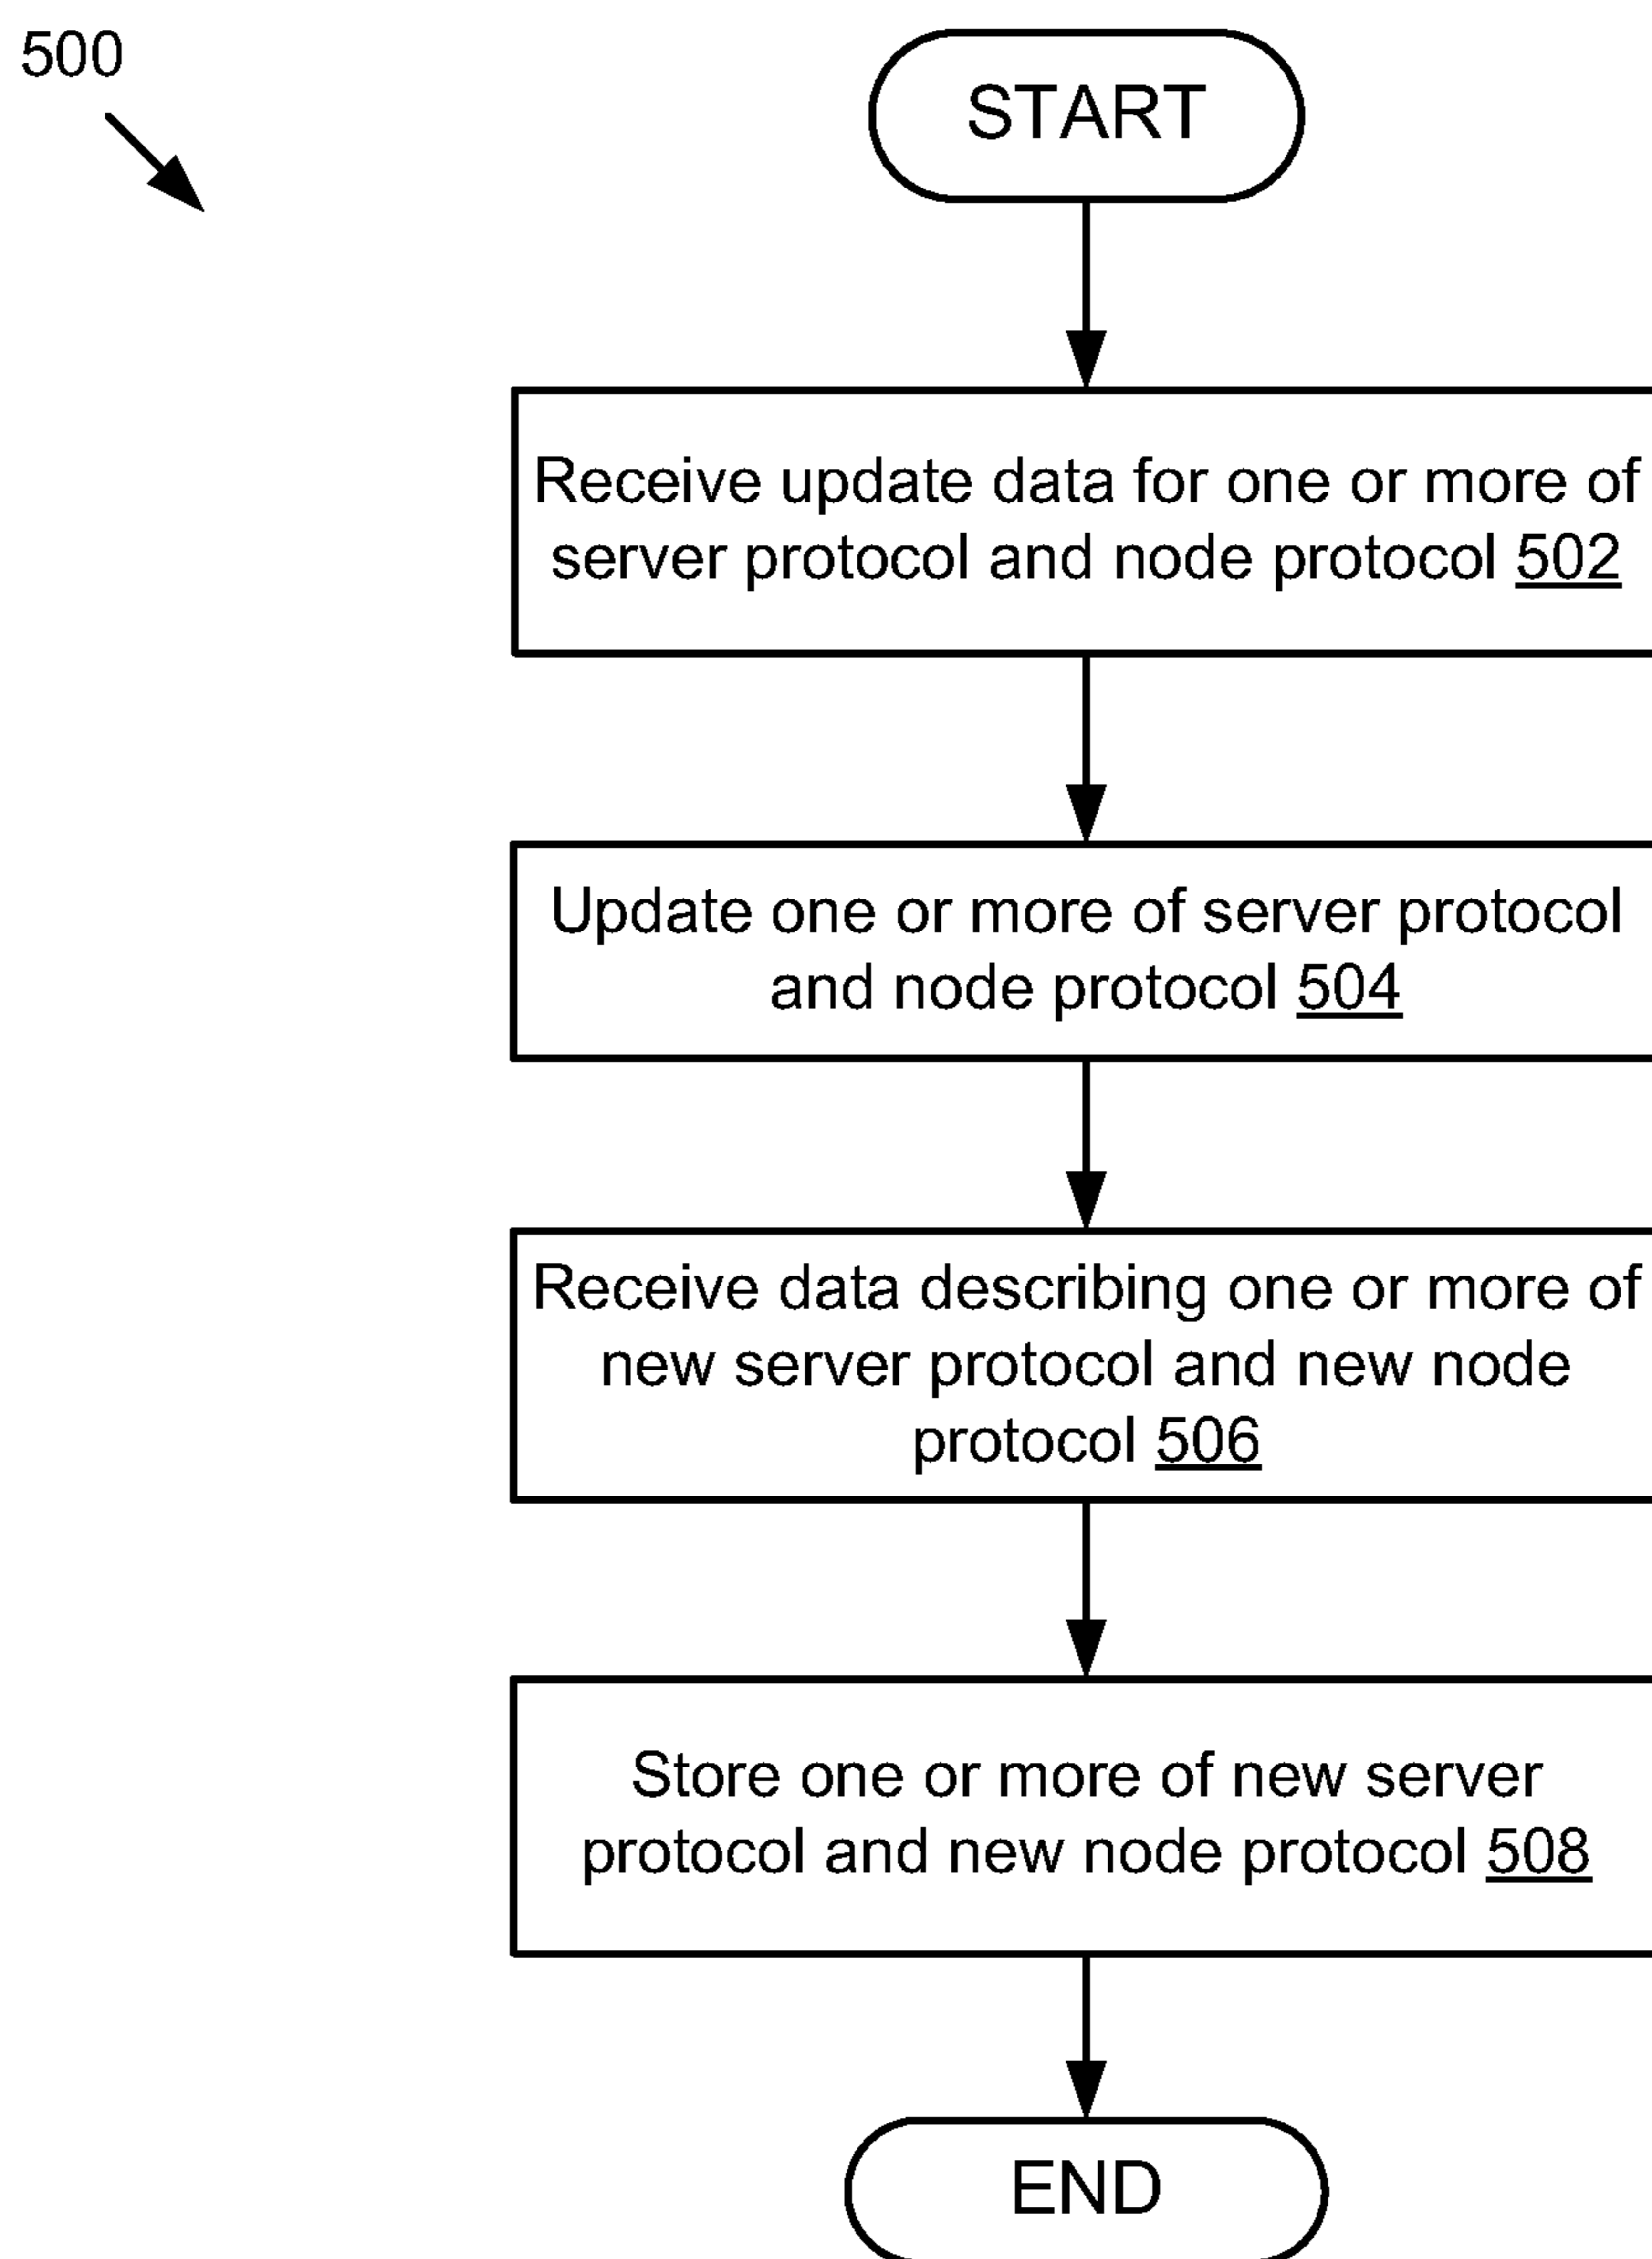 500
START
Receive update data for one or more of
server protocol and node protocol 502
Update one or more of server protocol
and node protocol 504
Receive data describing one or more of
new server protocol and new node
protocol 506
Store one or more of new server
protocol and new node protocol 508
END